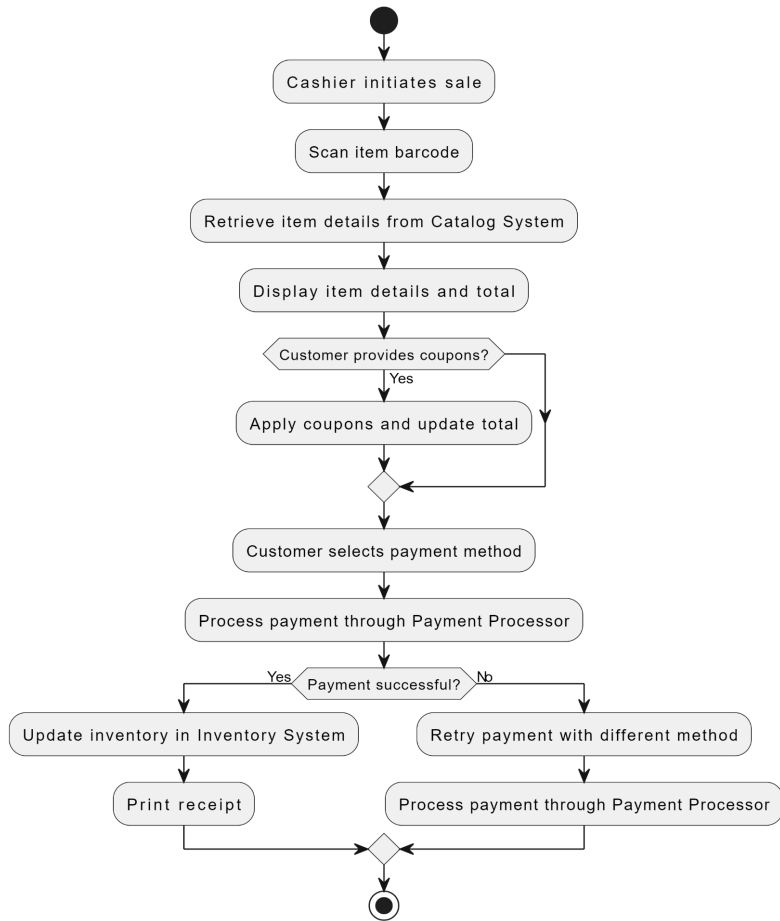 Cashier initiates sale
Scan item barcode
Retrieve item details from Catalog System
Display item details and total
Customer provides coupons?
Yes
Apply coupons and update total
Customer selects payment method
Process payment through Payment Processor
Yes
Payment successful?
No
Update inventory in Inventory System
Retry payment with different method
Print receipt
Process payment through Payment Processor